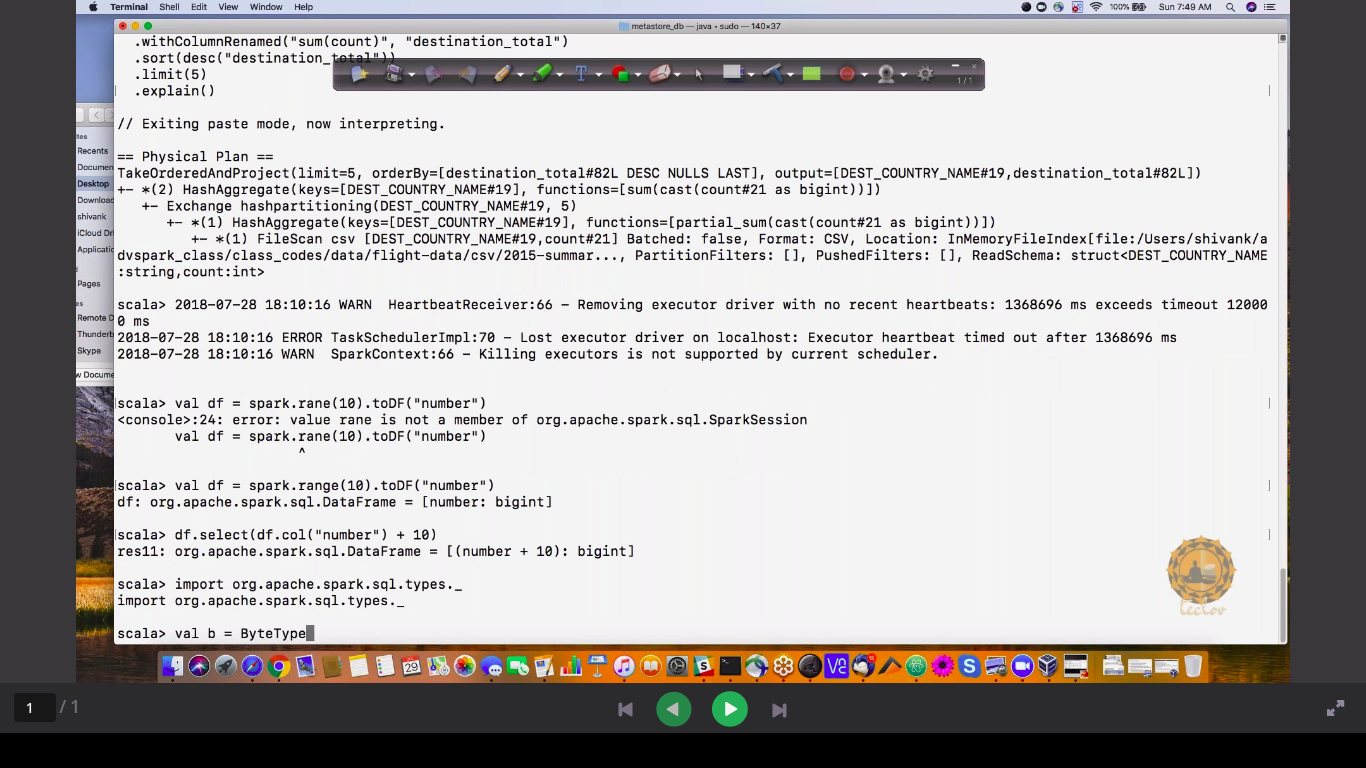 Terminal Shell Edit View Window Help 100% Sun 7:49 AM
metastore_db — java • sudo — 140×37
.withColumnRenamed("sum(count)", "destination_total")
.sort(desc("destination_total"))
.limit(5)
.explain()
1/1
// Exiting paste mode, now interpreting.
== Physical Plan ==
TakeOrderedAndProject(limit=5, orderBy=[destination_total#82L DESC NULLS LAST], output=[DEST_COUNTRY_NAME#19,destination_total#82L])
+- *(2) HashAggregate(keys=[DEST_COUNTRY_NAME#19], functions=[sum(cast(count#21 as bigint))])
+- Exchange hashpartitioning(DEST_COUNTRY_NAME#19, 5)
+- *(1) HashAggregate(keys=[DEST_COUNTRY_NAME#19], functions=[partial_sum(cast(count#21 as bigint))])
+- *(1) FileScan csv [DEST_COUNTRY_NAME#19,count#21] Batched: false, Format: CSV, Location: InMemoryFileIndex[file:/Users/shivank/a
dvspark_class/class_codes/data/flight-data/csv/2015-summar..., PartitionFilters: [], PushedFilters: [], ReadSchema: struct<DEST_COUNTRY_NAME
:string,count:int>
scala> 2018-07-28 18:10:16 WARN  HeartbeatReceiver:66 - Removing executor driver with no recent heartbeats: 1368696 ms exceeds timeout 12000
0 ms
2018-07-28 18:10:16 ERROR TaskSchedulerImpl:70 - Lost executor driver on localhost: Executor heartbeat timed out after 1368696 ms
2018-07-28 18:10:16 WARN  SparkContext:66 - Killing executors is not supported by current scheduler.
scala> val df = spark.rane(10).toDF("number")
<console>:24: error: value rane is not a member of org.apache.spark.sql.SparkSession
val df = spark.rane(10).toDF("number")
^
scala> val df = spark.range(10).toDF("number")
df: org.apache.spark.sql.DataFrame = [number: bigint]
scala> df.select(df.col("number") + 10)
res11: org.apache.spark.sql.DataFrame = [(number + 10): bigint]
scala> import org.apache.spark.sql.types._
import org.apache.spark.sql.types._
scala> val b = ByteType
tes
Recents
Documen
Desktop
Download
shivank
iCloud Dri
Applicatio
Pages
es
Remote D
Thunderb
Skype
w Docume
1 / 1